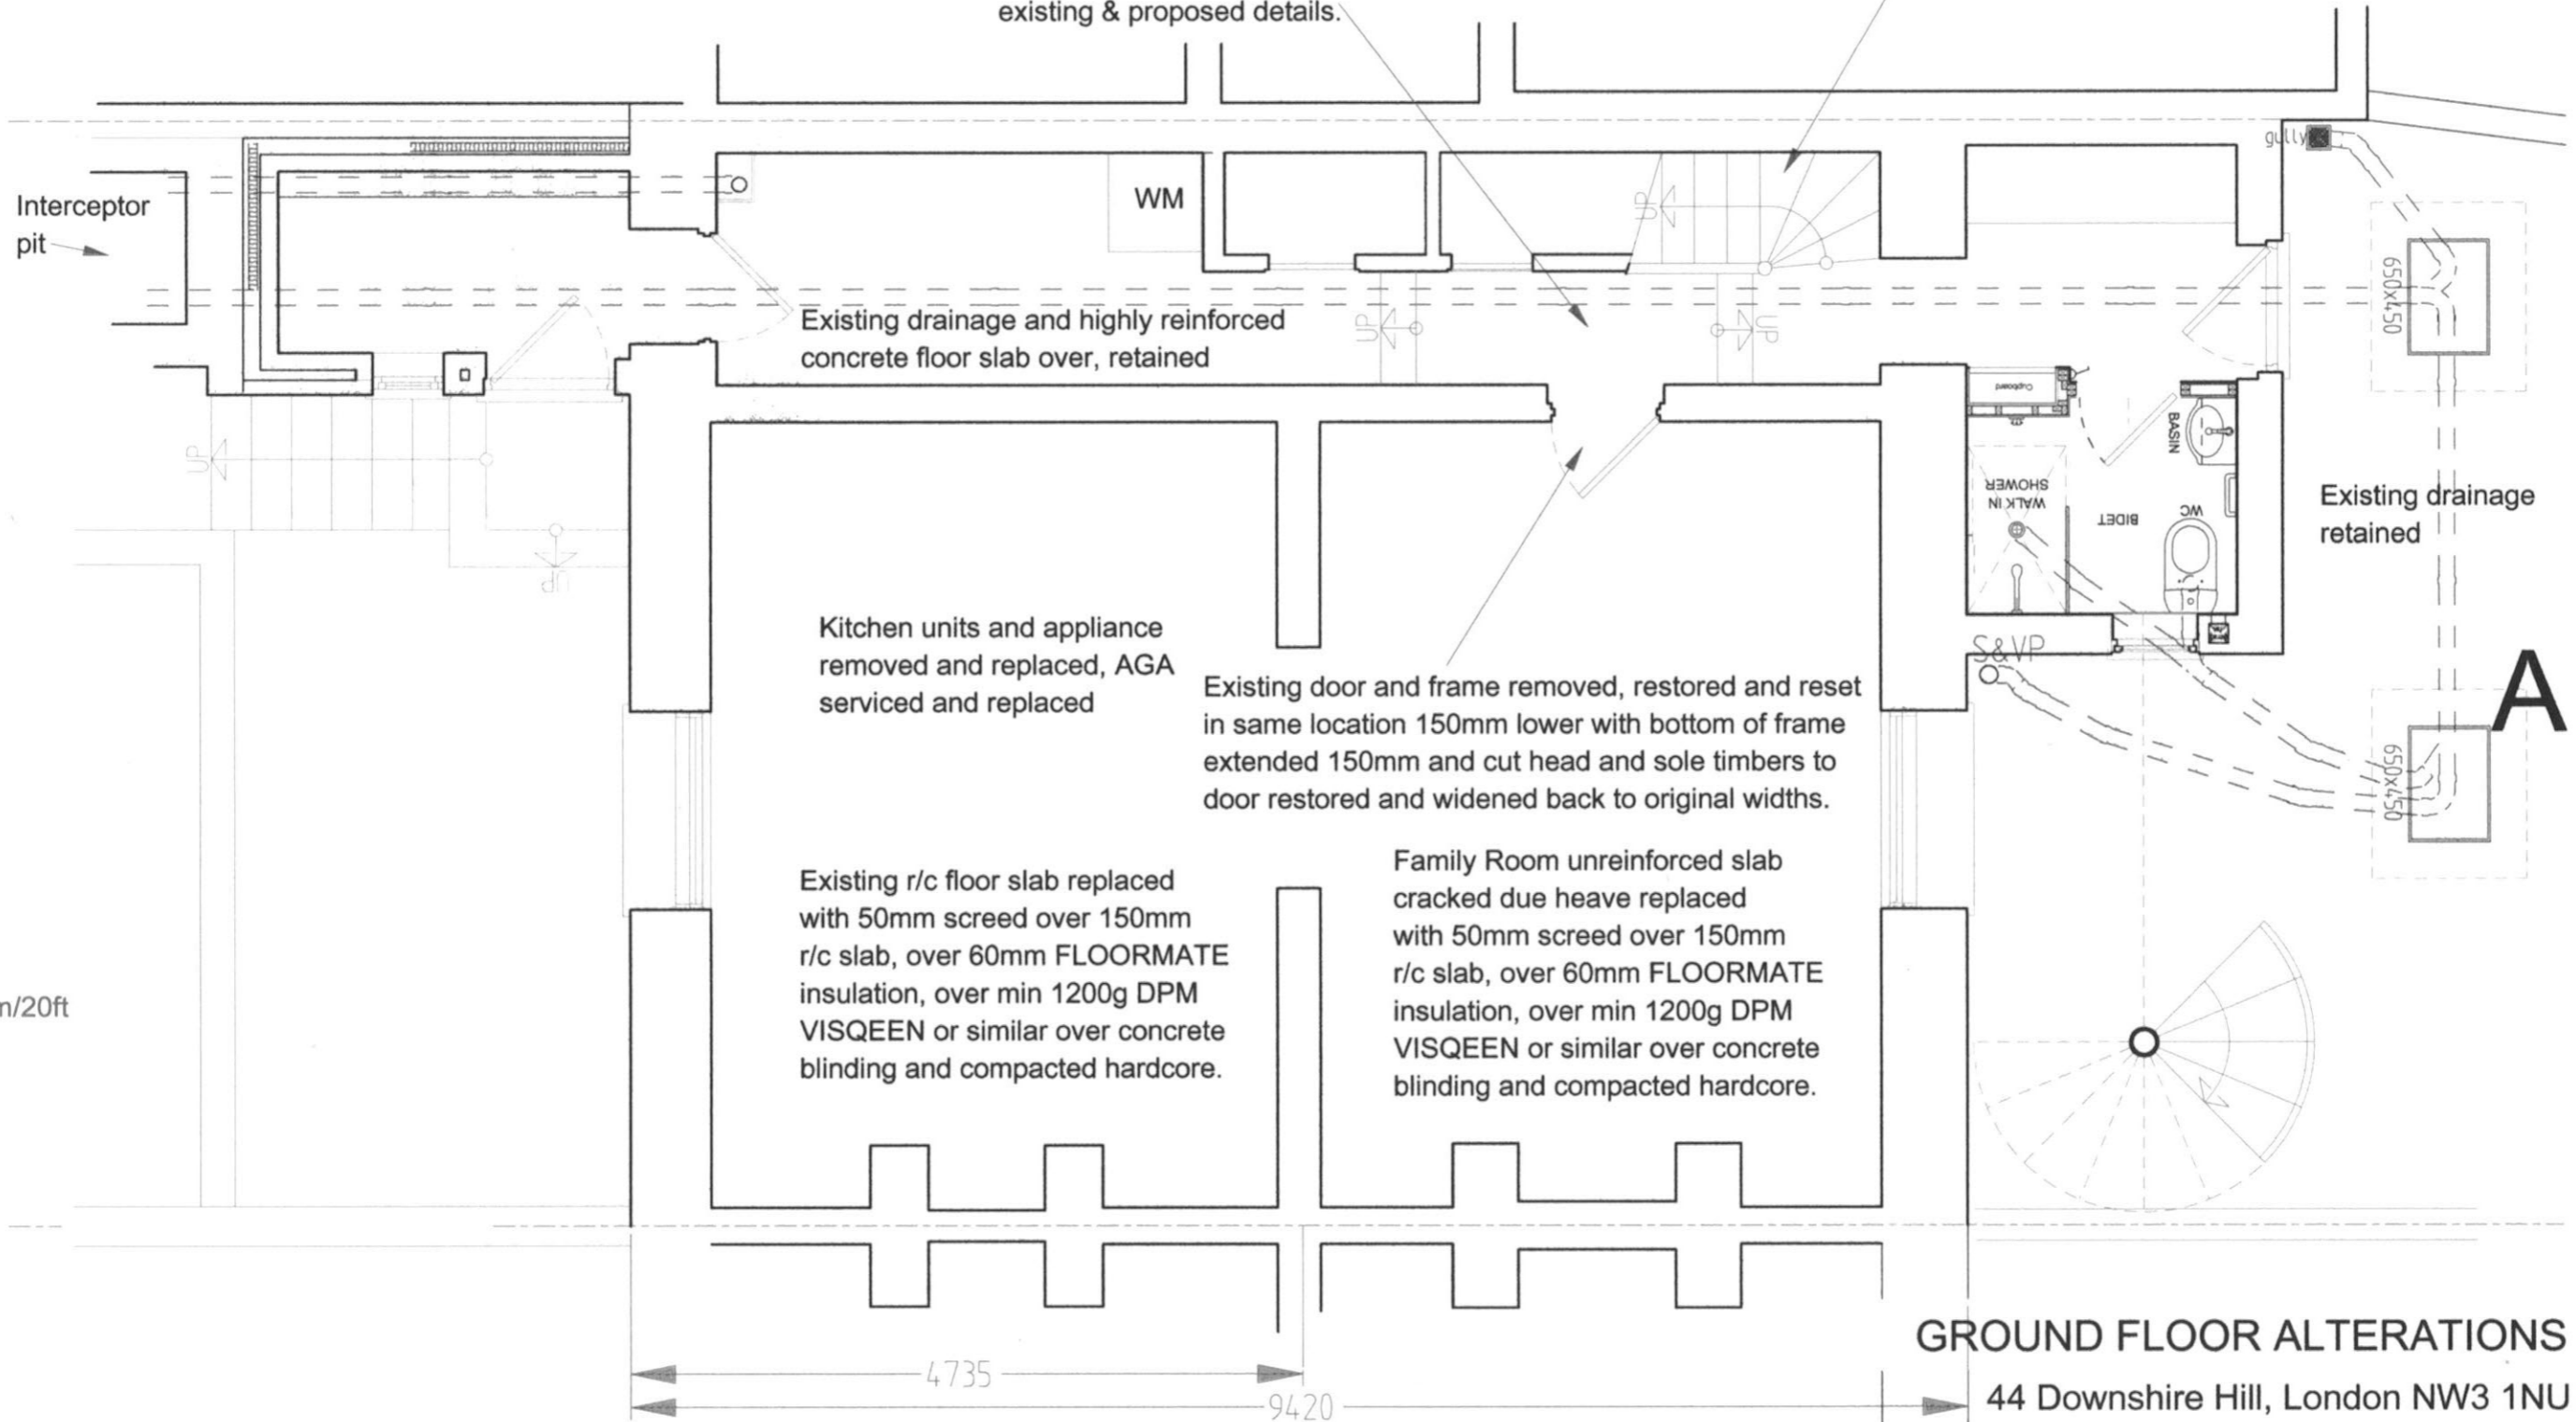 existing & proposed details.
gully
Interceptor
pit
WM
UP
650x450
Existing drainage and highly reinforced
concrete floor slab over, retained
UP
UP
Cupboard
BASIN
UP
WALK IN
SHOWER
BIDET
WC
Existing drainage
retained
UP
Kitchen units and appliance
removed and replaced, AGA
serviced and replaced
S&VP
A
Existing door and frame removed, restored and reset
in same location 150mm lower with bottom of frame
extended 150mm and cut head and sole timbers to
door restored and widened back to original widths.
650x450
Existing r/c floor slab replaced
with 50mm screed over 150mm
r/c slab, over 60mm FLOORMATE
insulation, over min 1200g DPM
VISQEEN or similar over concrete
blinding and compacted hardcore.
Family Room unreinforced slab
cracked due heave replaced
with 50mm screed over 150mm
r/c slab, over 60mm FLOORMATE
insulation, over min 1200g DPM
VISQEEN or similar over concrete
blinding and compacted hardcore.
m/20ft
4735
9420
GROUND FLOOR ALTERATIONS
44 Downshire Hill, London NW3 1NU